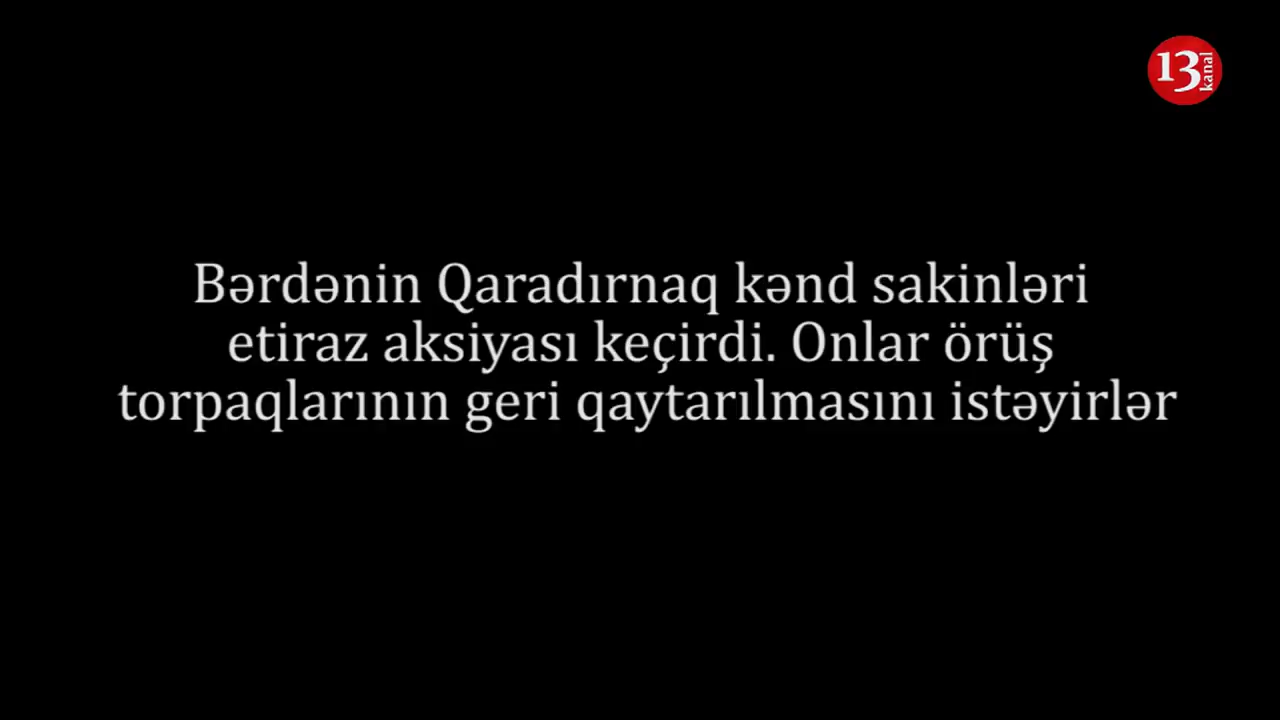 13 kanal
Bərdənin Qaradırnaq kənd sakinləri
etiraz aksiyası keçirdi. Onlar örüş
torpaqlarının geri qaytarılmasını istəyirlər